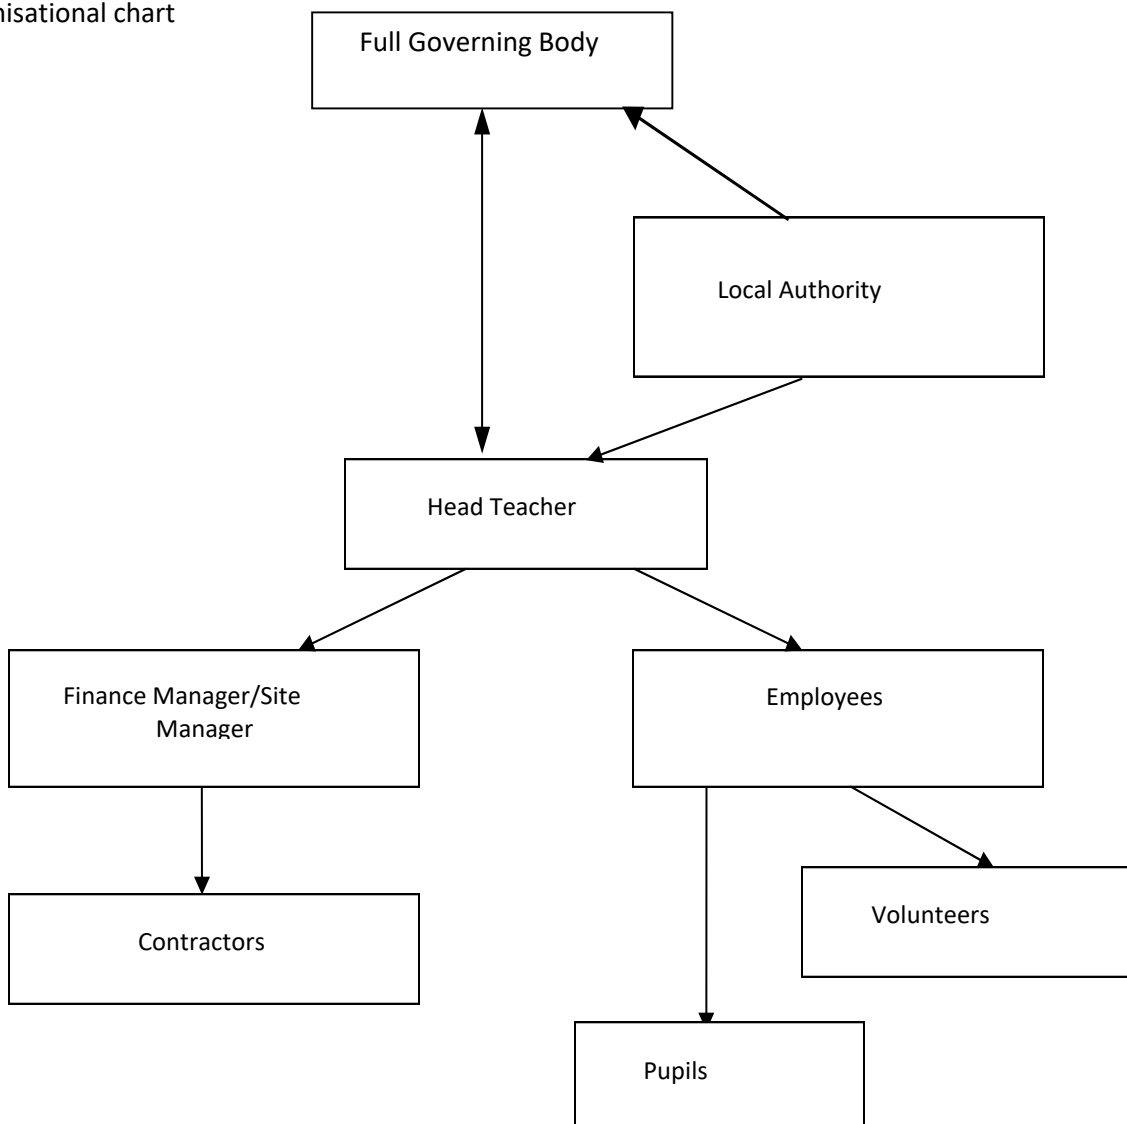 nisational chart
Full Governing Body
Local Authority
Head Teacher
Finance Manager/Site
Manager
Employees
Volunteers
Contractors
Pupils